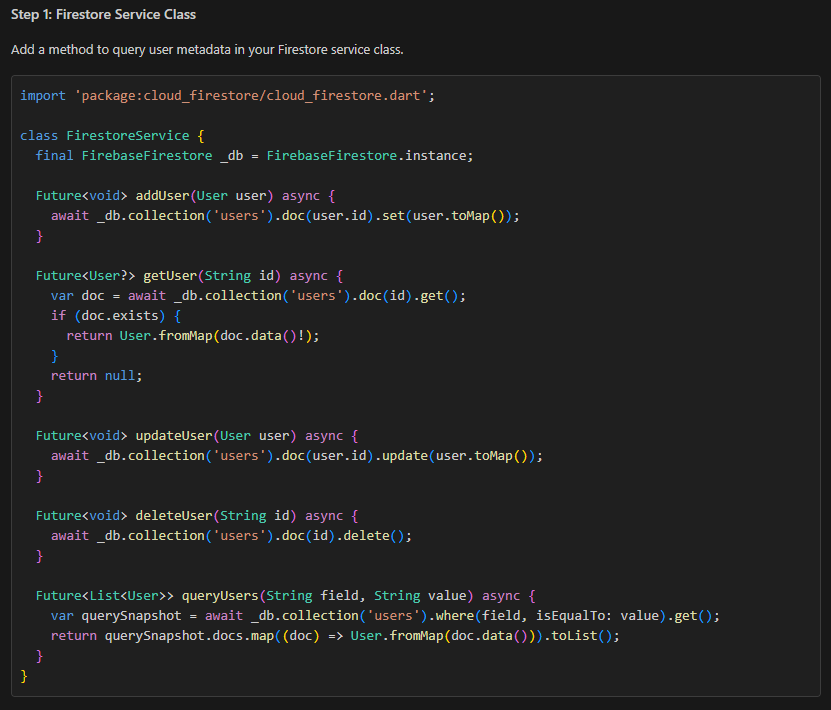 Step 1: Firestore Service Class
Add a method to query user metadata in your Firestore service class.
import 'package:cloud_firestore/cloud_firestore.dart';

class FirestoreService {
  final FirebaseFirestore _db = FirebaseFirestore.instance;

  Future<void> addUser(User user) async {
    await _db.collection('users').doc(user.id).set(user.toMap());
  }

  Future<User?> getUser(String id) async {
    var doc = await _db.collection('users').doc(id).get();
    if (doc.exists) {
      return User.fromMap(doc.data()!);
    }
    return null;
  }

  Future<void> updateUser(User user) async {
    await _db.collection('users').doc(user.id).update(user.toMap());
  }

  Future<void> deleteUser(String id) async {
    await _db.collection('users').doc(id).delete();
  }

  Future<List<User>> queryUsers(String field, String value) async {
    var querySnapshot = await _db.collection('users').where(field, isEqualTo: value).get();
    return querySnapshot.docs.map((doc) => User.fromMap(doc.data())).toList();
  }
}